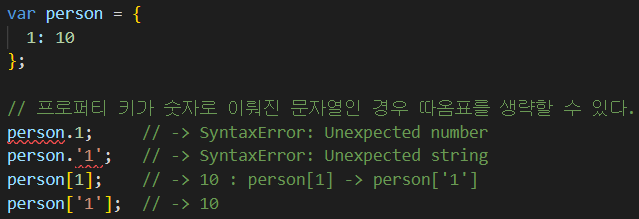 var person = {
  1: 10
};
// 프로퍼티 키가 숫자로 이뤄진 문자열인 경우 따옴표를 생략할 수 있다.
person.1;      // -> SyntaxError: Unexpected number
person.'1';    // -> SyntaxError: Unexpected string
person[1];     // -> 10 : person[1] -> person['1']
person['1'];   // -> 10